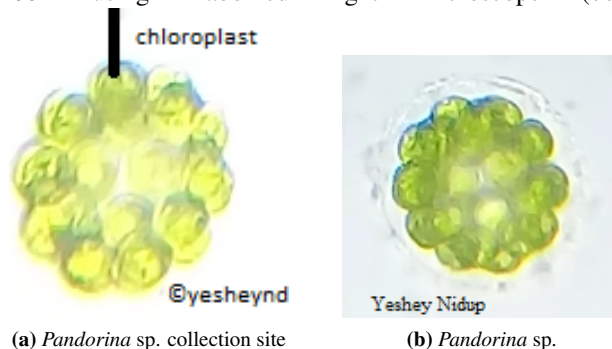 chloroplast
©yesheynd
Yeshey Nidup
(a) Pandorina sp. collection site
(b) Pandorina sp.